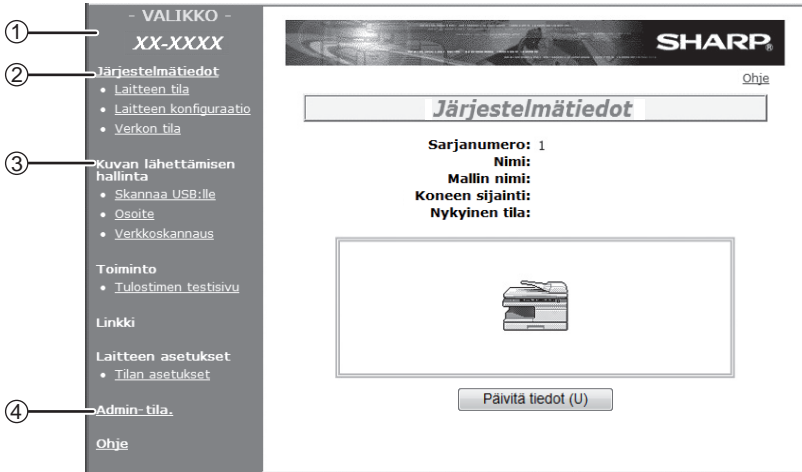 - VALIKKO -
XX-XXXX
Järjestelmätiedot
Laitteen tila
Laitteen konfiguraatio
Verkon tila
Kuvan lähettämisen
hallinta
Skannaa USB:lle
Osoite
Verkkoskannaus
Toiminto
Tulostimen testisivu
Linkki
Laitteen asetukset
Tilan asetukset
Admin-tila.
Ohje
1
2
3
4
SHARP®
Ohje
Järjestelmätiedot
Sarjanumero: 1
Nimi:
Mallin nimi:
Koneen sijainti:
Nykyinen tila:
Päivitä tiedot (U)